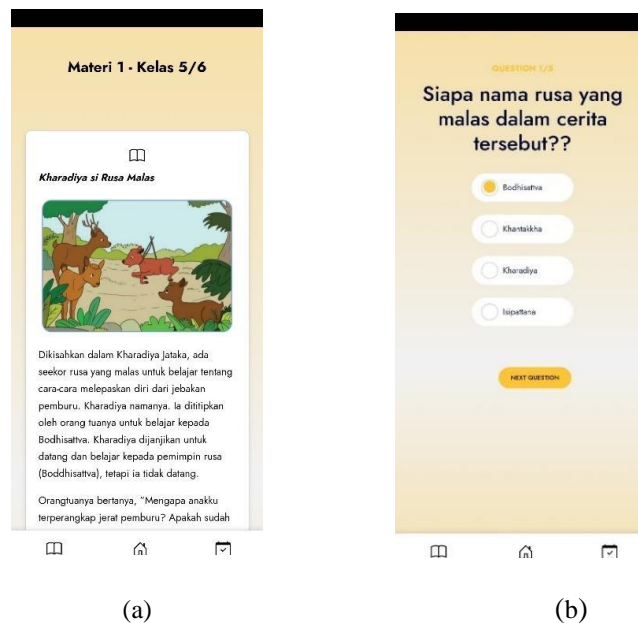 Materi 1 - Kelas 5/6
Kharadiya si Rusa Malas
Dikisahkan dalam Kharadiya Jataka, ada
seekor rusa yang malas untuk belajar tentang
cara-cara melepaskan diri dari jebakan
pemburu. Kharadiya namanya. Ia dititipkan
oleh orang tuanya untuk belajar kepada
Bodhisattva. Kharadiya dijanjikan untuk
datang dan belajar kepada pemimpin rusa
(Boddhisattva), tetapi ia tidak datang.
Orangtuanya bertanya, "Mengapa anakku
terperangkap jerat pemburu? Apakah sudah
(a)
QUESTION 1/5
Siapa nama rusa yang
malas dalam cerita
tersebut??
Bodhisattva
Khantakkha
Kharadiya
Isipattana
NEXT QUESTION
(b)